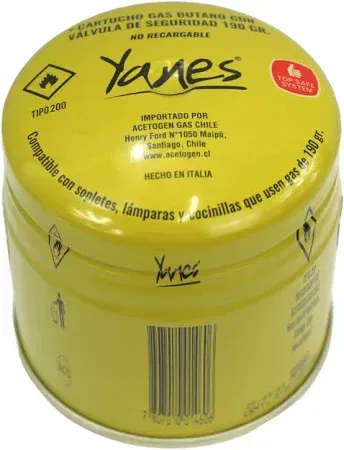 CARTUCHO GAS BUTANO CON
VÁLVULA DE SEGURIDAD 190 GR.
NO RECARGABLE
Yanes®
TOP SAFE
SYSTEM
TIPO 200
IMPORTADO POR
ACETOGEN GAS CHILE
Henry Ford N°1050 Maipú,
Santiago, Chile
www.acetogen.cl
HECHO EN ITALIA
Compatible con sopletes, lámparas y cocinillas que usen gas de 190 gr.
Yanes